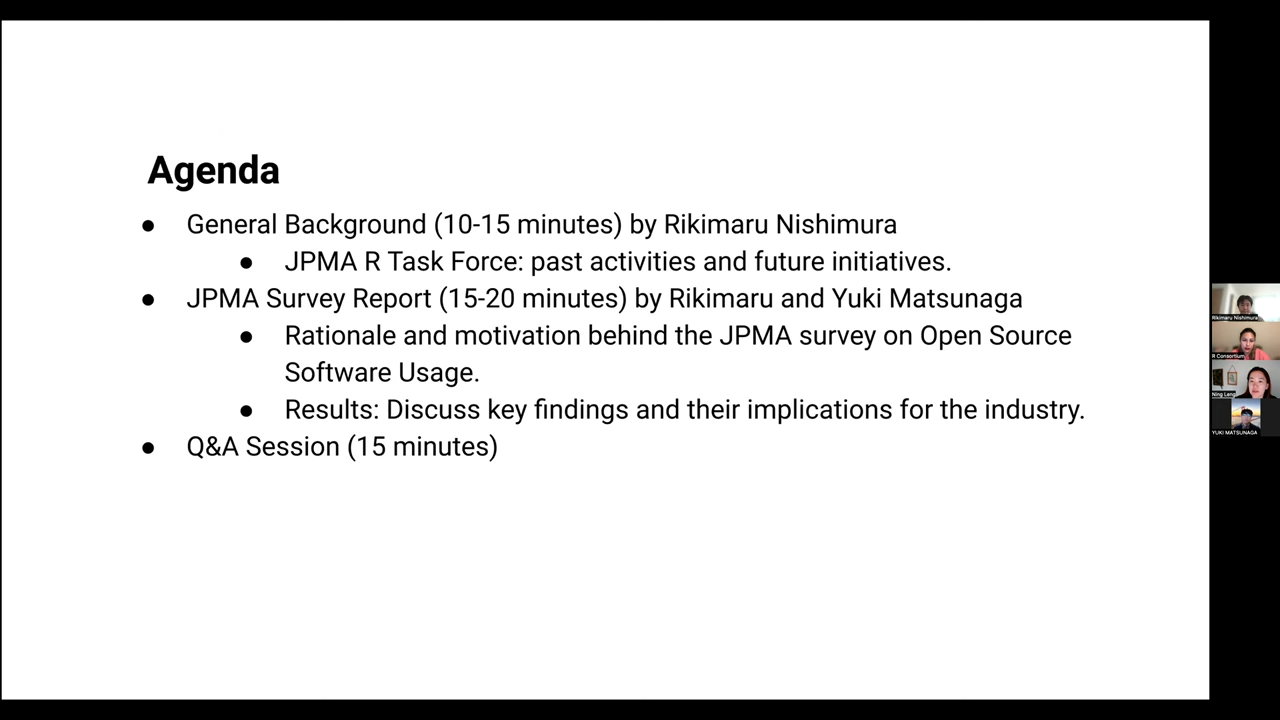 Agenda
● General Background (10-15 minutes) by Rikimaru Nishimura
● JPMA R Task Force: past activities and future initiatives.
● JPMA Survey Report (15-20 minutes) by Rikimaru and Yuki Matsunaga
● Rationale and motivation behind the JPMA survey on Open Source
Software Usage.
● Results: Discuss key findings and their implications for the industry.
● Q&A Session (15 minutes)
Rikimaru Nishimura
R Consortium
Ning Leng
YUKI MATSUNAGA